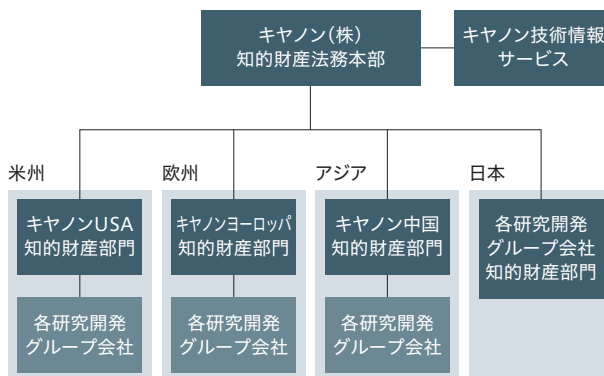 キヤノン（株）
知的財産法務本部
キヤノン技術情報
サービス
米州
欧州
アジア
日本
キヤノンUSA
知的財産部門
キヤノンヨーロッパ
知的財産部門
キヤノン中国
知的財産部門
各研究開発
グループ会社
知的財産部門
各研究開発
グループ会社
各研究開発
グループ会社
各研究開発
グループ会社